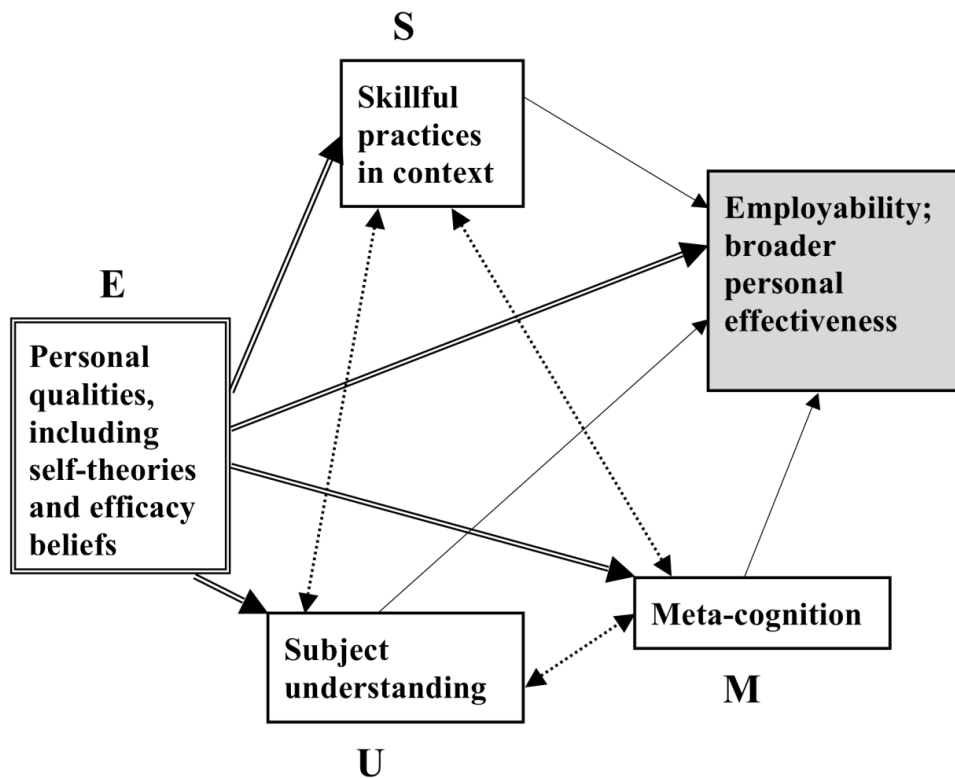 S
Skillful
practices
in context
Employability;
broader
personal
effectiveness
E
Personal
qualities,
including
self-theories
and efficacy
beliefs
Meta-cognition
M
Subject
understanding
U